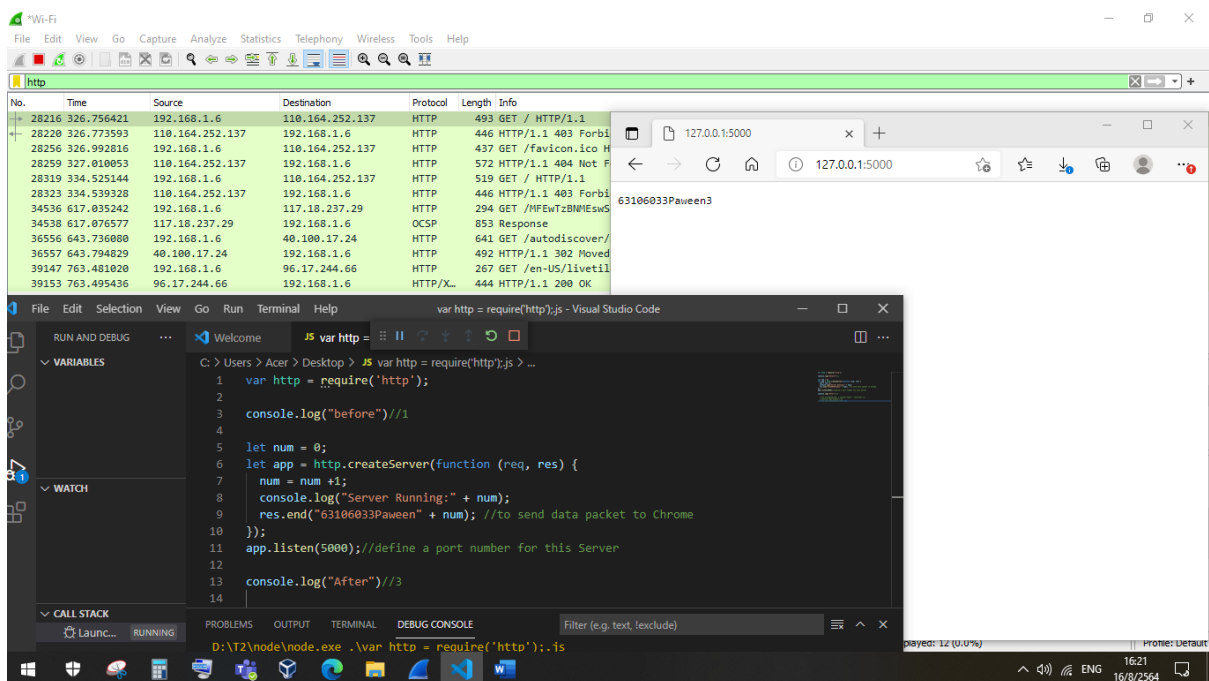 *Wi-Fi
File Edit View Go Capture Analyze Statistics Telephony Wireless Tools Help
http
No. Time Source Destination Protocol Length Info
28216 326.756421 192.168.1.6 110.164.252.137 HTTP 493 GET / HTTP/1.1
28220 326.773593 110.164.252.137 192.168.1.6 HTTP 446 HTTP/1.1 403 Forbi
28256 326.992816 192.168.1.6 110.164.252.137 HTTP 437 GET /favicon.ico H
28259 327.010053 110.164.252.137 192.168.1.6 HTTP 572 HTTP/1.1 404 Not F
28319 334.525144 192.168.1.6 110.164.252.137 HTTP 519 GET / HTTP/1.1
28323 334.539328 110.164.252.137 192.168.1.6 HTTP 446 HTTP/1.1 403 Forbi
34536 617.035242 192.168.1.6 117.18.237.29 HTTP 294 GET /MFEwTzBNMEswS
34538 617.076577 117.18.237.29 192.168.1.6 OCSP 853 Response
36556 643.736080 192.168.1.6 40.100.17.24 HTTP 641 GET /autodiscover/
36557 643.794829 40.100.17.24 192.168.1.6 HTTP 492 HTTP/1.1 302 Moved
39147 763.481020 192.168.1.6 96.17.244.66 HTTP 267 GET /en-US/livetil
39153 763.495436 96.17.244.66 192.168.1.6 HTTP/X… 444 HTTP/1.1 200 OK
127.0.0.1:5000
127.0.0.1:5000
63106033Paween3
File Edit Selection View Go Run Terminal Help var http = require('http');.js - Visual Studio Code
RUN AND DEBUG ··· Welcome JS var http =
VARIABLES
C: > Users > Acer > Desktop > JS var http = require('http');.js > ...
1 var http = require('http');
2
3 console.log("before")//1
4
5 let num = 0;
6 let app = http.createServer(function (req, res) {
7 num = num +1;
8 console.log("Server Running:" + num);
9 res.end("63106033Paween" + num); //to send data packet to Chrome
10 });
11 app.listen(5000);//define a port number for this Server
12
13 console.log("After")//3
14
1
WATCH
CALL STACK
Launc... RUNNING
PROBLEMS OUTPUT TERMINAL DEBUG CONSOLE Filter (e.g. text, !exclude)
D:\T2\node\node.exe .\var http = require('http');.js
played: 12 (0.0%) Profile: Default
ENG 16:21
16/8/2564